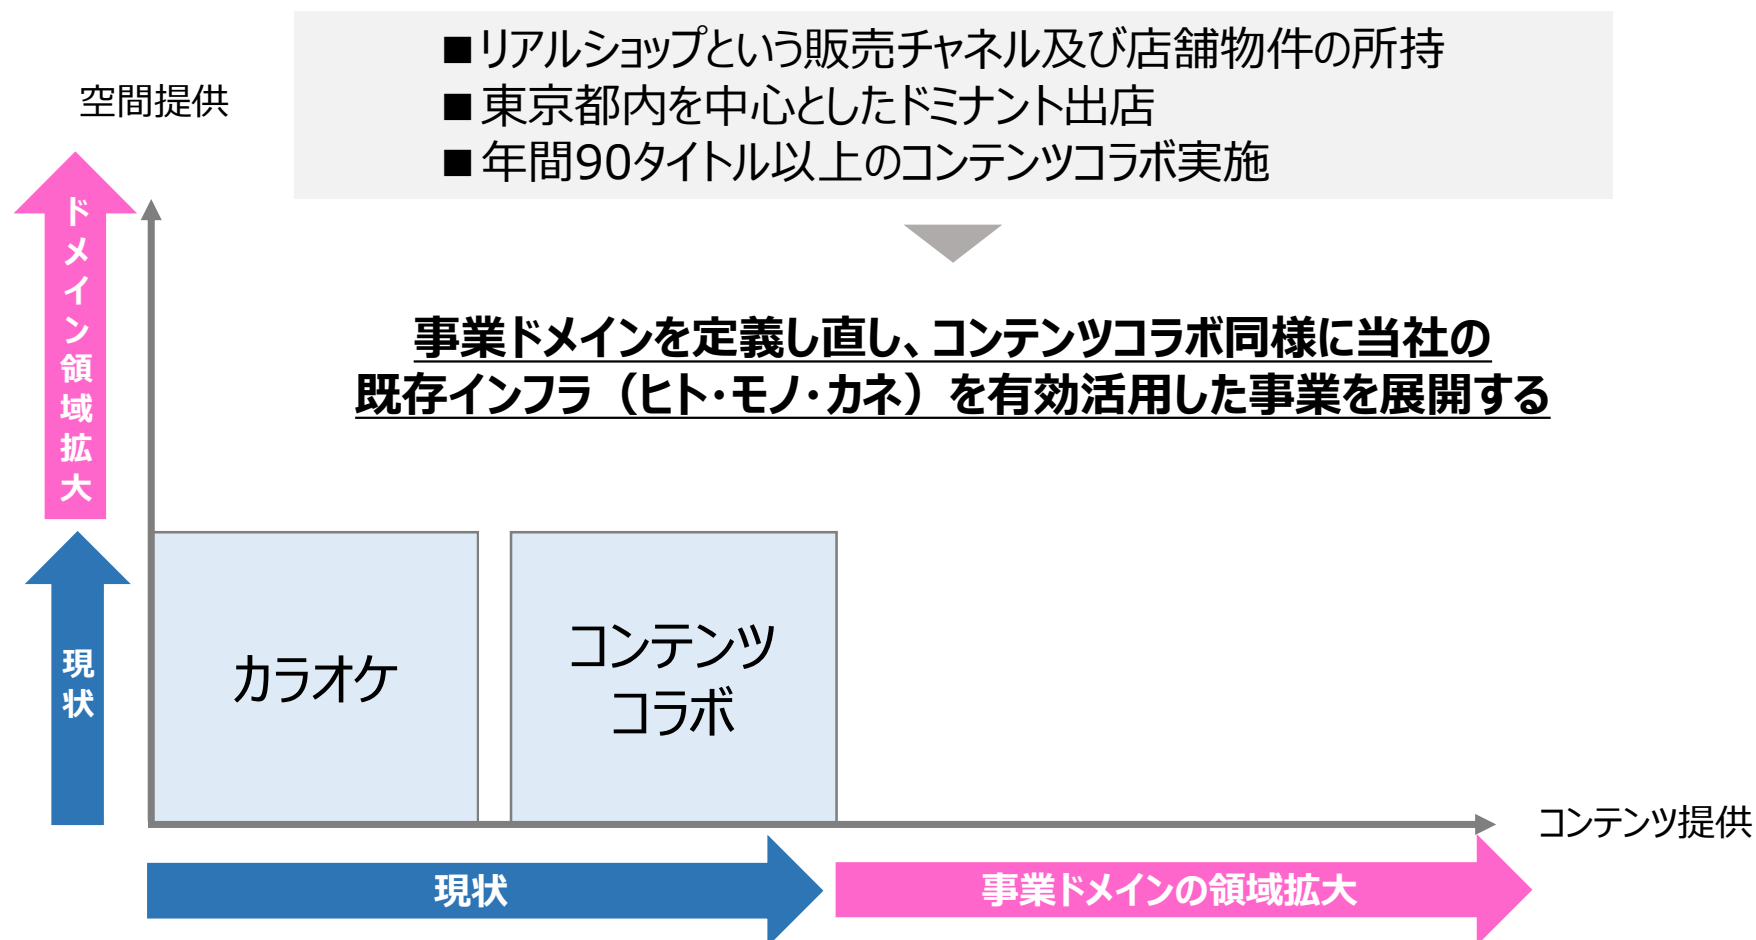 ■リアルショップという販売チャネル及び店舗物件の所持
■東京都内を中心としたドミナント出店
■年間90タイトル以上のコンテンツコラボ実施
空間提供
事業ドメインを定義し直し、コンテンツコラボ同様に当社の
既存インフラ（ヒト・モノ・カネ）を有効活用した事業を展開する
ドメイン領域拡大
現状
カラオケ
コンテンツ
コラボ
コンテンツ提供
現状
事業ドメインの領域拡大